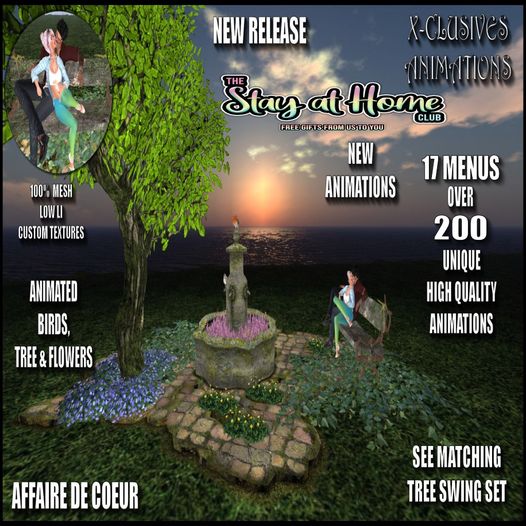 NEW RELEASE
X-CLUSIVES
ANIMATIONS
THE
Stay at Home
CLUB
FREE GIFTS FROM US TO YOU
NEW
ANIMATIONS
17 MENUS
OVER
200
UNIQUE
HIGH QUALITY
ANIMATIONS
100% MESH
LOW LI
CUSTOM TEXTURES
ANIMATED
BIRDS,
TREE & FLOWERS
AFFAIRE DE COEUR
SEE MATCHING
TREE SWING SET